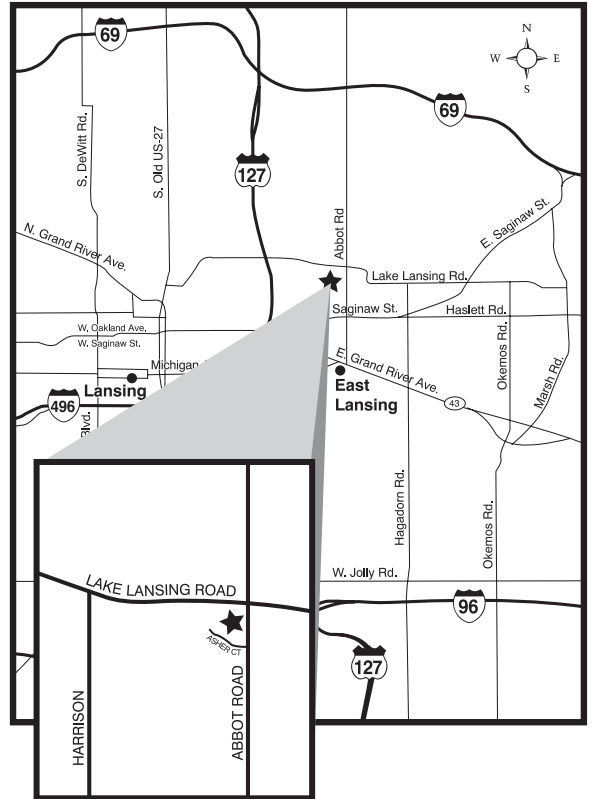 69
N
W E
S
69
S. DeWitt Rd.
S. Old US-27
127
Abbot Rd
E. Saginaw St.
N. Grand River Ave.
Lake Lansing Rd.
Saginaw St.
Haslett Rd.
W. Oakland Ave.
W. Saginaw St.
Michigan
E. Grand River Ave.
Okemos Rd.
Marsh Rd.
Lansing
East
Lansing
43
496
Blvd.
Hagadorn Rd.
Okemos Rd.
W. Jolly Rd.
96
127
LAKE LANSING ROAD
ASHER CT
HARRISON
ABBOT ROAD